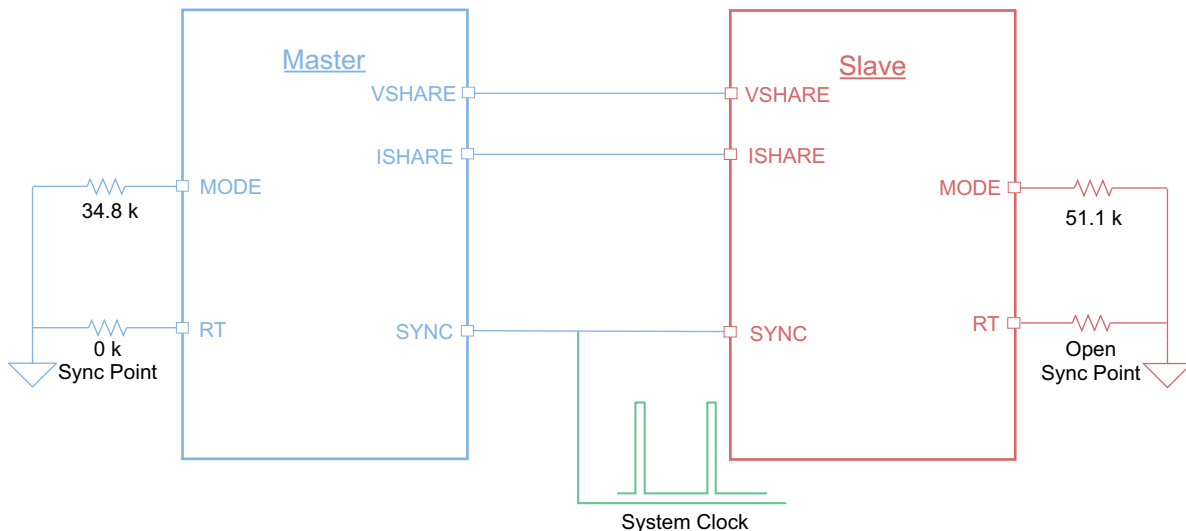 Master
VSHARE
ISHARE
MODE
34.8 k
RT
0 k
Sync Point
SYNC
Slave
VSHARE
ISHARE
MODE
51.1 k
SYNC
RT
Open
Sync Point
System Clock